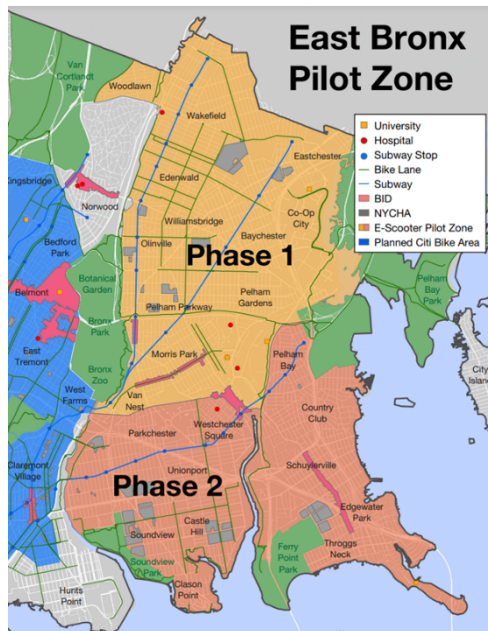 East Bronx
Pilot Zone
University
Hospital
Subway Stop
Bike Lane
Subway
BID
NYCHA
E-Scooter Pilot Zone
Planned Citi Bike Area
Van
Cortlandt
Park
Woodlawn
Wakefield
Eastchester
Kingsbridge
Norwood
Edenwald
Co-Op
City
Williamsbridge
Baychester
Olinville
Bedford
Park
Phase 1
Botanical
Garden
Pelham
Bay
Park
Pelham
Gardens
Belmont
Pelham Parkway
Bronx
Park
East
Tremont
Morris Park
Pelham
Bay
City
Island
Bronx
Zoo
West
Farms
Van
Nest
Country
Club
Parkchester
Westchester
Square
Claremont
Village
Unionport
Schuylerville
Phase 2
Edgewater
Park
Soundview
Castle
Hill
Throggs
Neck
Ferry
Point
Park
Soundview
Park
Clason
Point
Hunts
Point